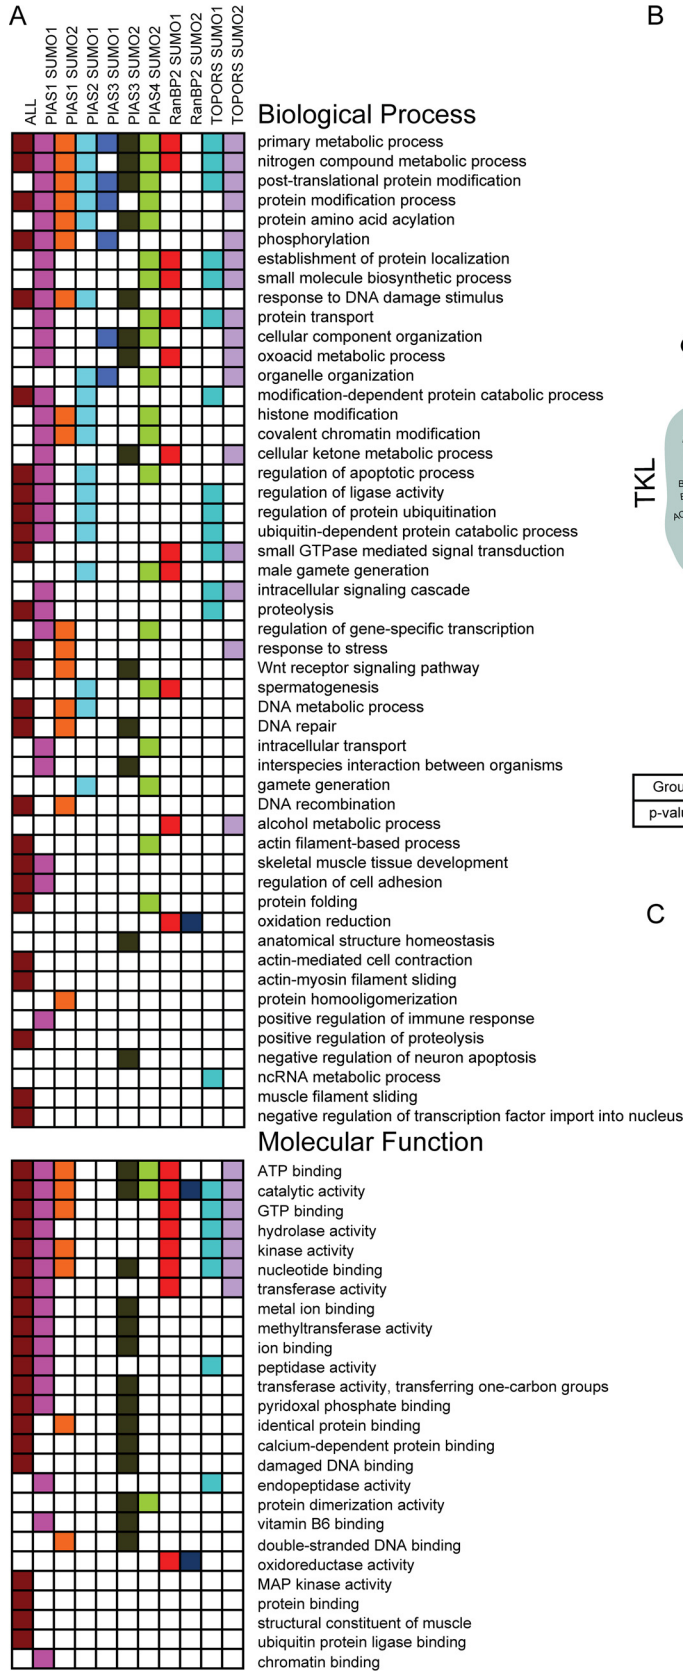 A
B
ALL
PIAS1 SUMO1
PIAS1 SUMO2
PIAS2 SUMO1
PIAS3 SUMO1
PIAS3 SUMO2
PIAS4 SUMO2
RanBP2 SUMO1
RanBP2 SUMO2
TOPORS SUMO1
TOPORS SUMO2
Biological Process
primary metabolic process
nitrogen compound metabolic process
post-translational protein modification
protein modification process
protein amino acid acylation
phosphorylation
establishment of protein localization
small molecule biosynthetic process
response to DNA damage stimulus
protein transport
cellular component organization
oxoacid metabolic process
organelle organization
modification-dependent protein catabolic process
histone modification
covalent chromatin modification
cellular ketone metabolic process
regulation of apoptotic process
regulation of ligase activity
regulation of protein ubiquitination
ubiquitin-dependent protein catabolic process
small GTPase mediated signal transduction
male gamete generation
intracellular signaling cascade
proteolysis
regulation of gene-specific transcription
response to stress
Wnt receptor signaling pathway
spermatogenesis
DNA metabolic process
DNA repair
intracellular transport
interspecies interaction between organisms
gamete generation
DNA recombination
alcohol metabolic process
actin filament-based process
skeletal muscle tissue development
regulation of cell adhesion
protein folding
oxidation reduction
anatomical structure homeostasis
actin-mediated cell contraction
actin-myosin filament sliding
protein homooligomerization
positive regulation of immune response
positive regulation of proteolysis
negative regulation of neuron apoptosis
ncRNA metabolic process
muscle filament sliding
negative regulation of transcription factor import into nucleus
Molecular Function
ATP binding
catalytic activity
GTP binding
hydrolase activity
kinase activity
nucleotide binding
transferase activity
metal ion binding
methyltransferase activity
ion binding
peptidase activity
transferase activity, transferring one-carbon groups
pyridoxal phosphate binding
identical protein binding
calcium-dependent protein binding
damaged DNA binding
endopeptidase activity
protein dimerization activity
vitamin B6 binding
double-stranded DNA binding
oxidoreductase activity
MAP kinase activity
protein binding
structural constituent of muscle
ubiquitin protein ligase binding
chromatin binding
TKL
Grou
p-valu
C